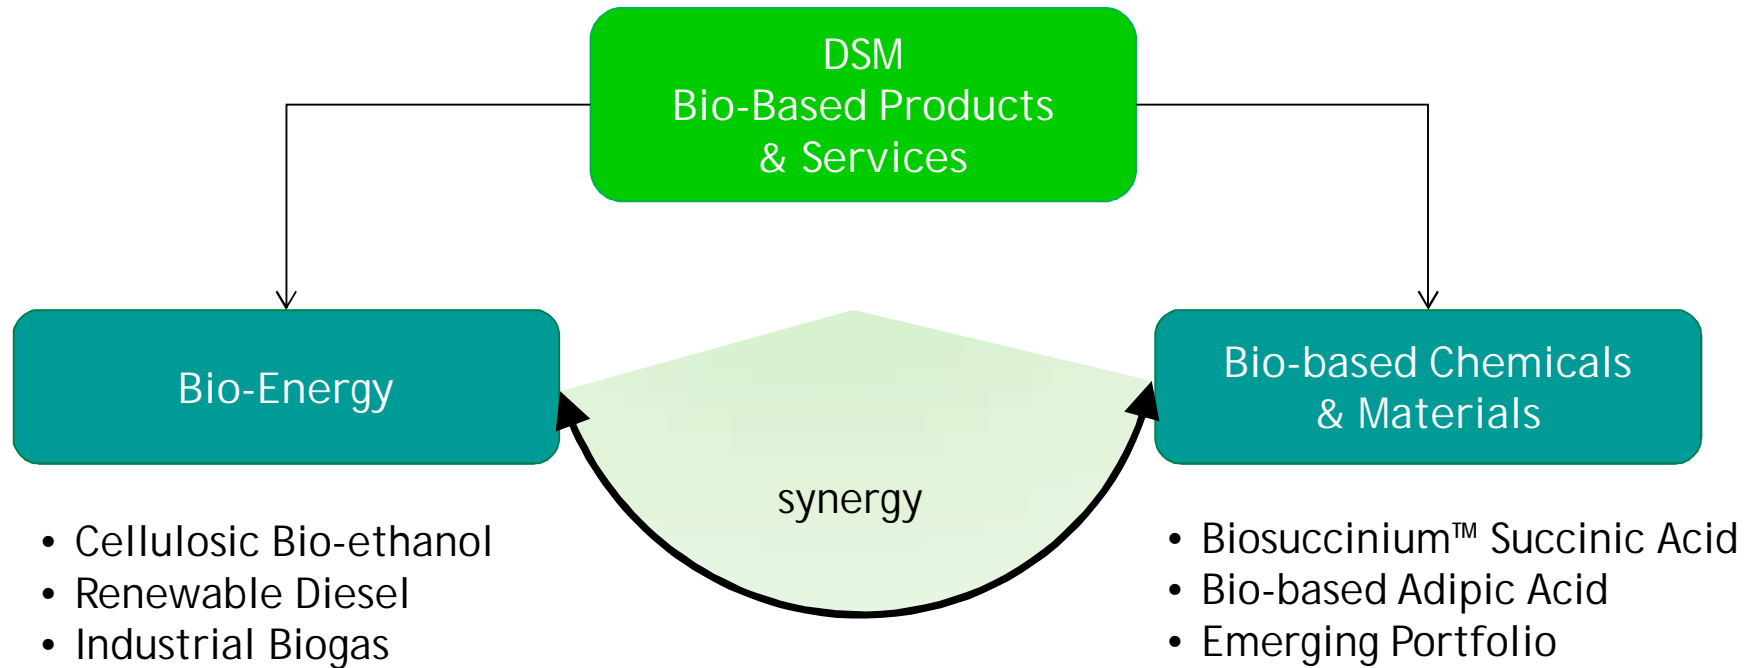 DSM
Bio-Based Products
& Services
Bio-Energy
Bio-based Chemicals
& Materials
synergy
• Cellulosic Bio-ethanol
• Renewable Diesel
• Industrial Biogas
• Biosuccinium™ Succinic Acid
• Bio-based Adipic Acid
• Emerging Portfolio